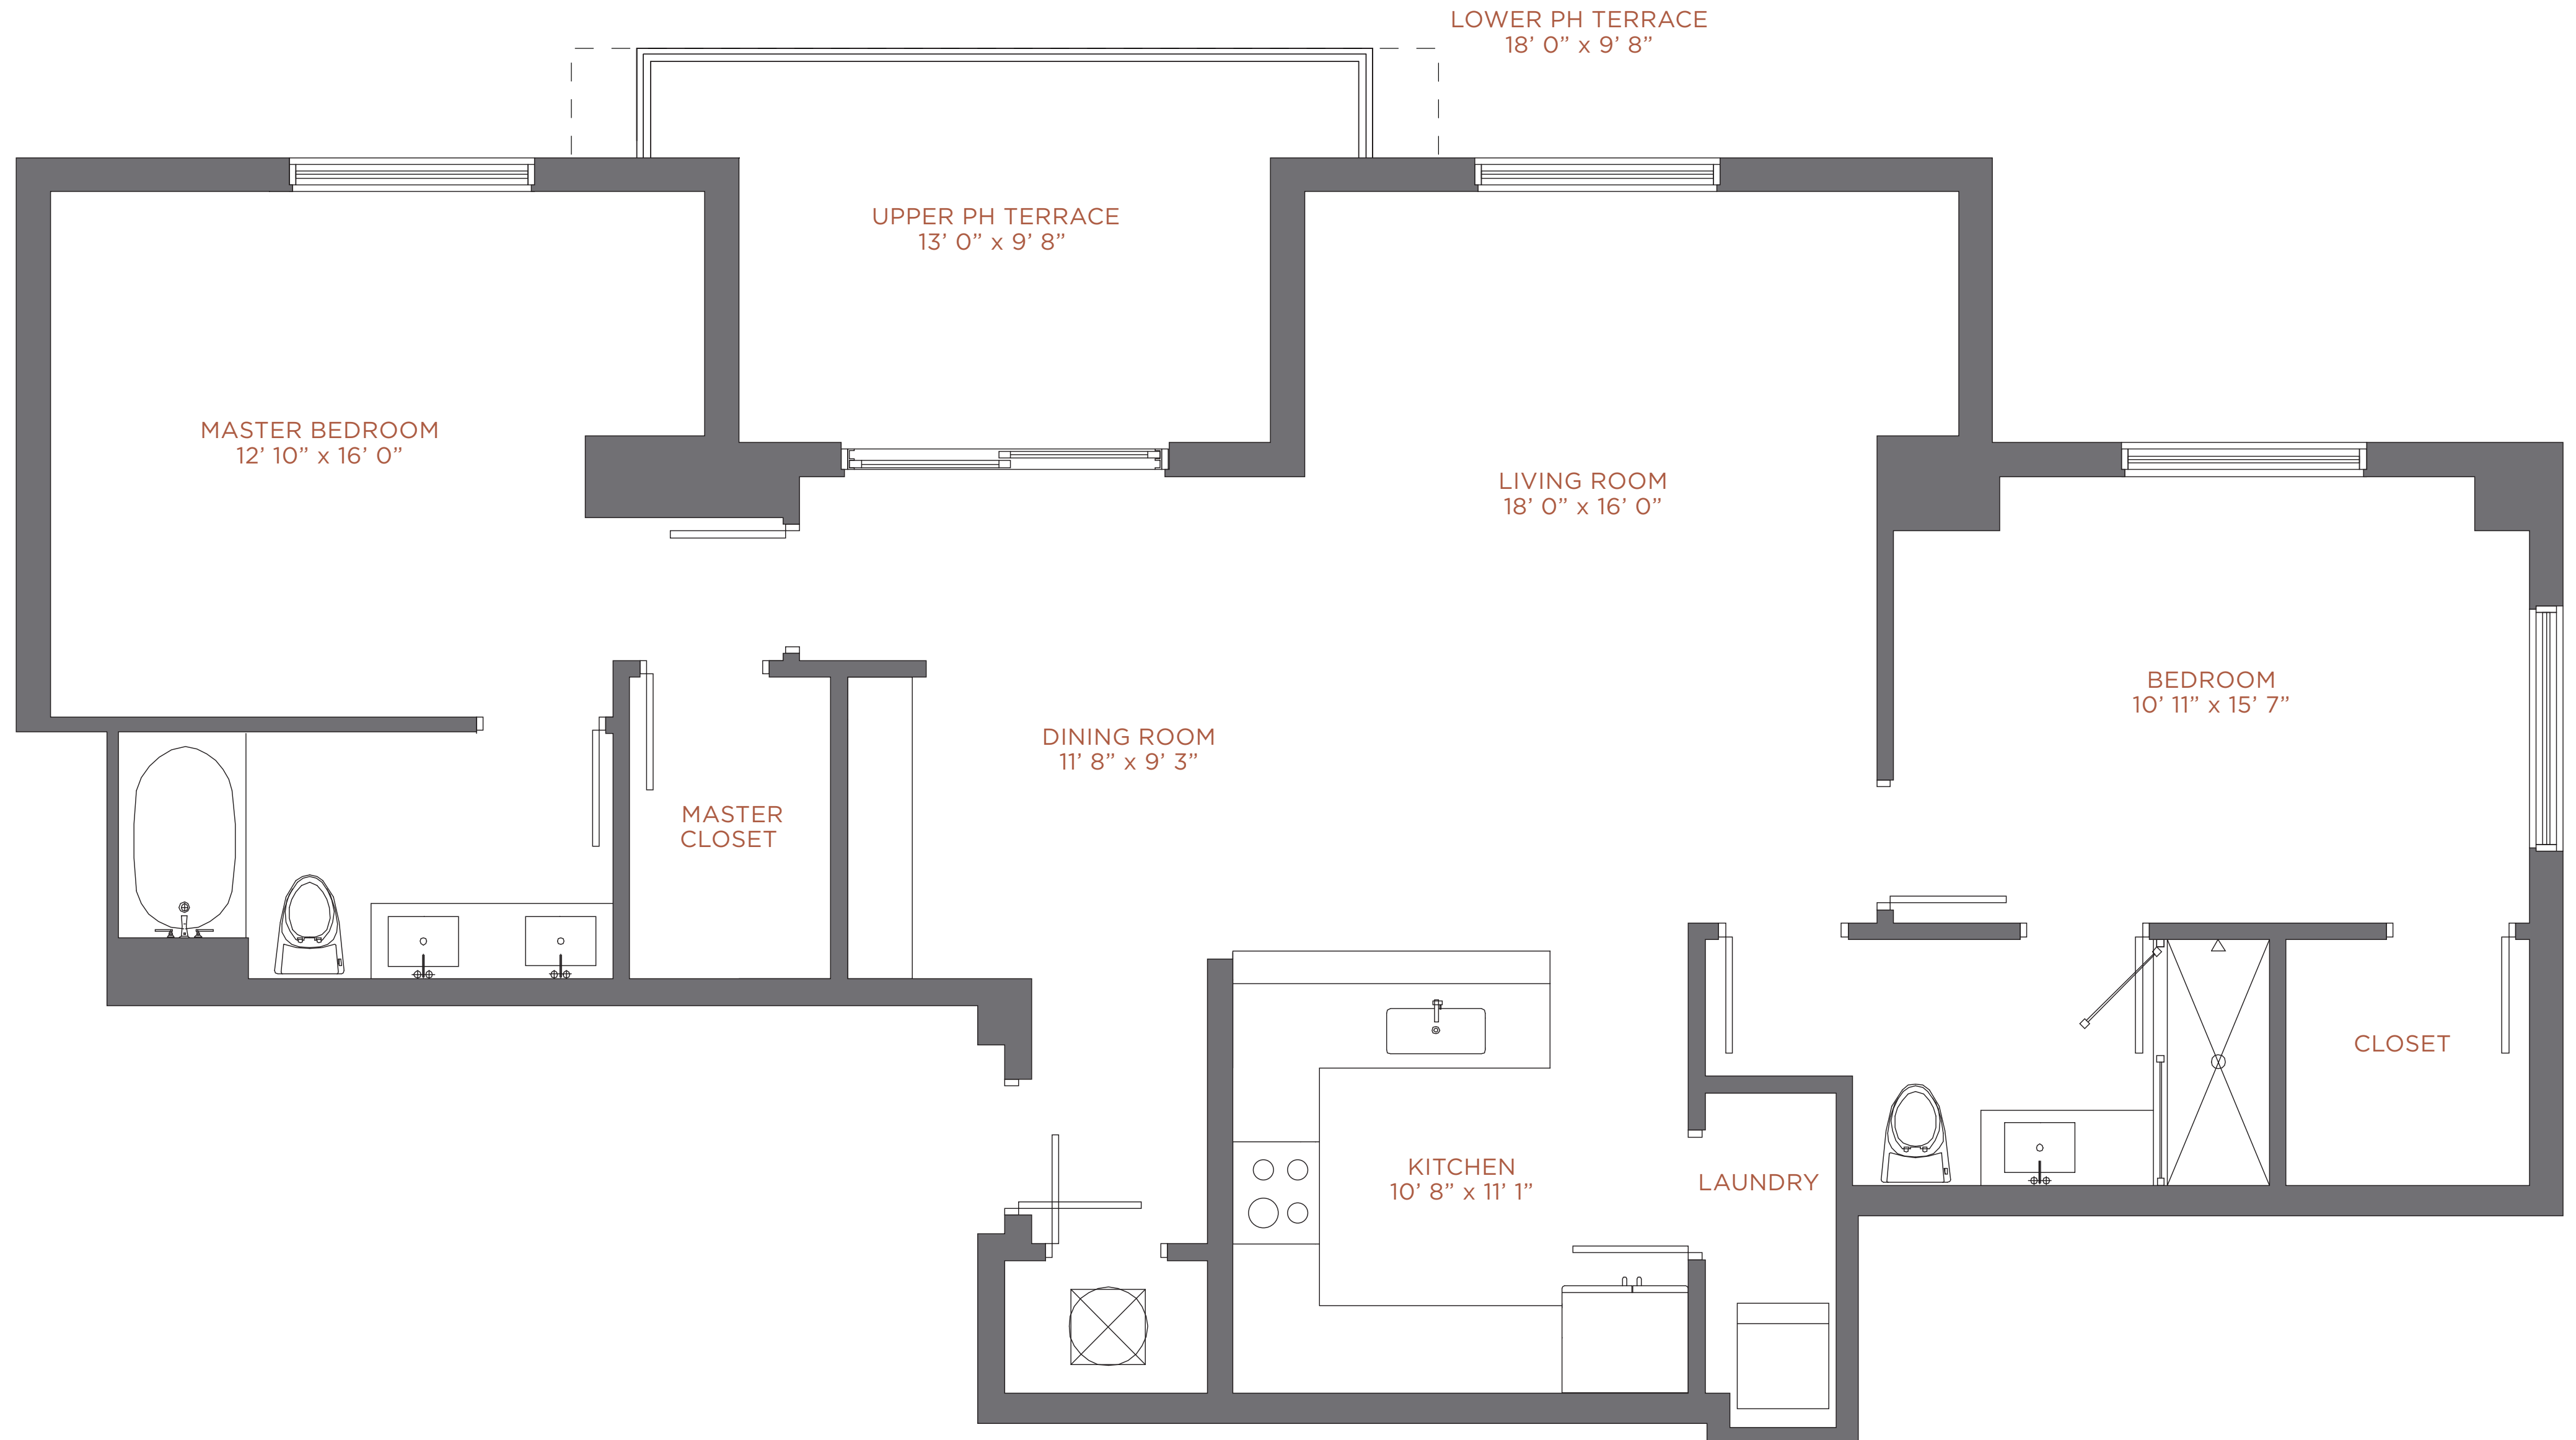 LOWER PH TERRACE
18’ 0” x 9’ 8”
UPPER PH TERRACE
13’ 0” x 9’ 8”
MASTER BEDROOM
12’ 10” x 16’ 0”
LIVING ROOM
18’ 0” x 16’ 0”
BEDROOM
10’ 11” x 15’ 7”
DINING ROOM
11’ 8” x 9’ 3”
MASTER
CLOSET
CLOSET
KITCHEN
10’ 8” x 11’ 1”
LAUNDRY